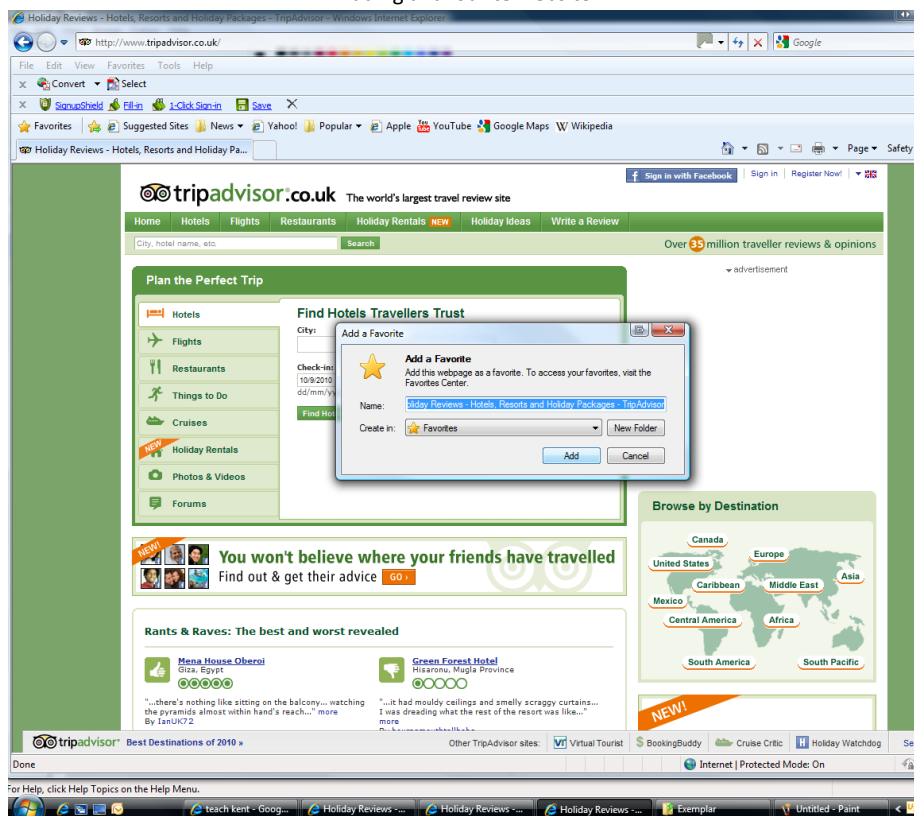 Holiday Reviews - Hotels, Resorts and Holiday Packages - TripAdvisor - Windows Internet Explorer
http://www.tripadvisor.co.uk/
Google
File Edit View Favorites Tools Help
x Convert Select
x SignupShield Fill-in 1-Click Sign-in Save
Favorites Suggested Sites News Yahoo! Popular Apple YouTube Google Maps W Wikipedia
Holiday Reviews - Hotels, Resorts and Holiday Pa...
Page Safety
Sign in with Facebook Sign in Register Now!
tripadvisor.co.uk The world's largest travel review site
Home Hotels Flights Restaurants Holiday Rentals NEW Holiday Ideas Write a Review
City, hotel name, etc. Search Over 35 million traveller reviews & opinions
advertisement
Plan the Perfect Trip
Hotels
Flights
Restaurants
Things to Do
Cruises
NEW Holiday Rentals
Photos & Videos
Forums
Find Hotels Travellers Trust
City:
Check-in:
10/9/2010
dd/mm/yy
Find Hot
Add a Favorite
Add a Favorite
Add this webpage as a favorite. To access your favorites, visit the
Favorites Center.
Name: oliday Reviews - Hotels, Resorts and Holiday Packages - TripAdvisor
Create in: Favorites New Folder
Add Cancel
Browse by Destination
Canada
Europe
United States
Asia
Caribbean Middle East
Mexico
Central America Africa
South America South Pacific
NEW!
You won't believe where your friends have travelled
Find out & get their advice GO ›
Rants & Raves: The best and worst revealed
Mena House Oberoi
Giza, Egypt
"...there's nothing like sitting on the balcony... watching
the pyramids almost within hand's reach..." more
By IanUK72
Green Forest Hotel
Hisaronu, Mugla Province
"...it had mouldy ceilings and smelly scraggy curtains...
I was dreading what the rest of the resort was like..."
more
NEW!
tripadvisor Best Destinations of 2010 » Other TripAdvisor sites: VT Virtual Tourist $ BookingBuddy Cruise Critic H Holiday Watchdog Se
Done Internet | Protected Mode: On
For Help, click Help Topics on the Help Menu.
teach kent - Goog... Holiday Reviews -... Holiday Reviews -... Holiday Reviews -... Exemplar Untitled - Paint